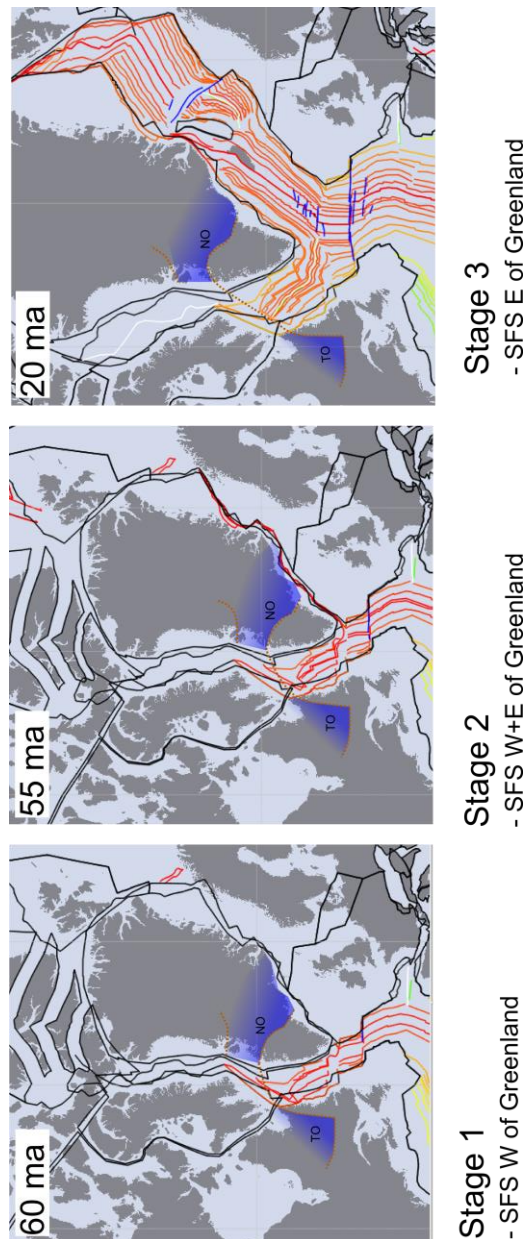 60 ma
NO
TO
Stage 1
- SFS W of Greenland
55 ma
NO
TO
Stage 2
- SFS W+E of Greenland
20 ma
NO
TO
Stage 3
- SFS E of Greenland